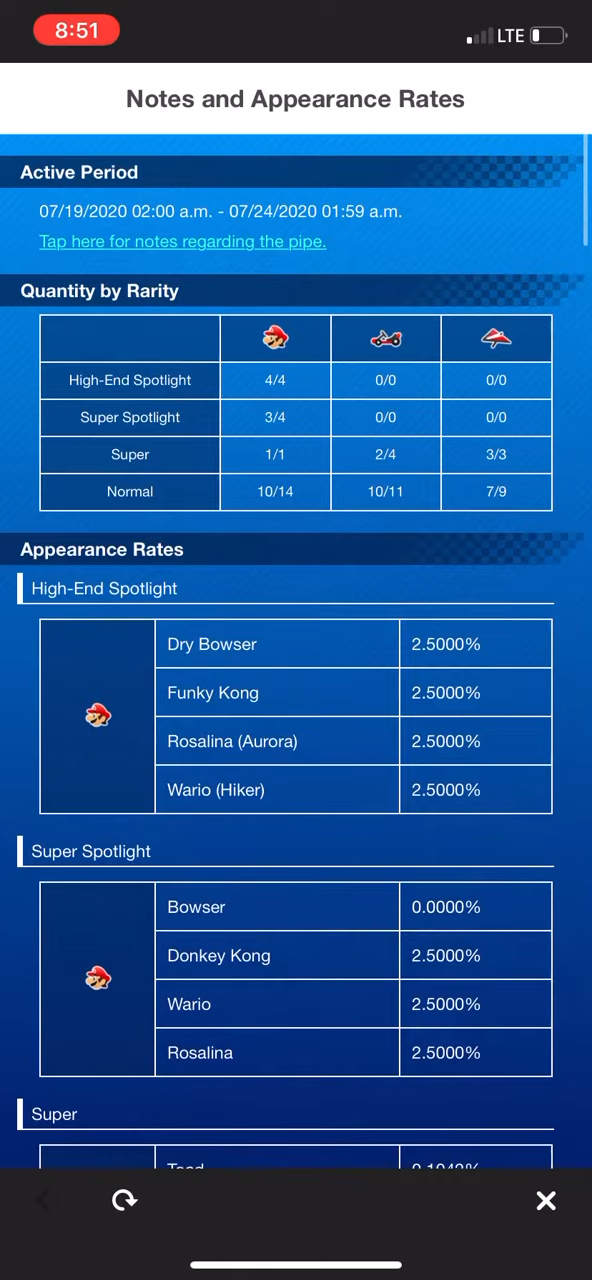 8:51
LTE
Notes and Appearance Rates
Active Period
07/19/2020 02:00 a.m. - 07/24/2020 01:59 a.m.
Tap here for notes regarding the pipe.
Quantity by Rarity
High-End Spotlight 4/4 0/0 0/0
Super Spotlight 3/4 0/0 0/0
Super 1/1 2/4 3/3
Normal 10/14 10/11 7/9
Appearance Rates
High-End Spotlight
Dry Bowser 2.5000%
Funky Kong 2.5000%
Rosalina (Aurora) 2.5000%
Wario (Hiker) 2.5000%
Super Spotlight
Bowser 0.0000%
Donkey Kong 2.5000%
Wario 2.5000%
Rosalina 2.5000%
Super